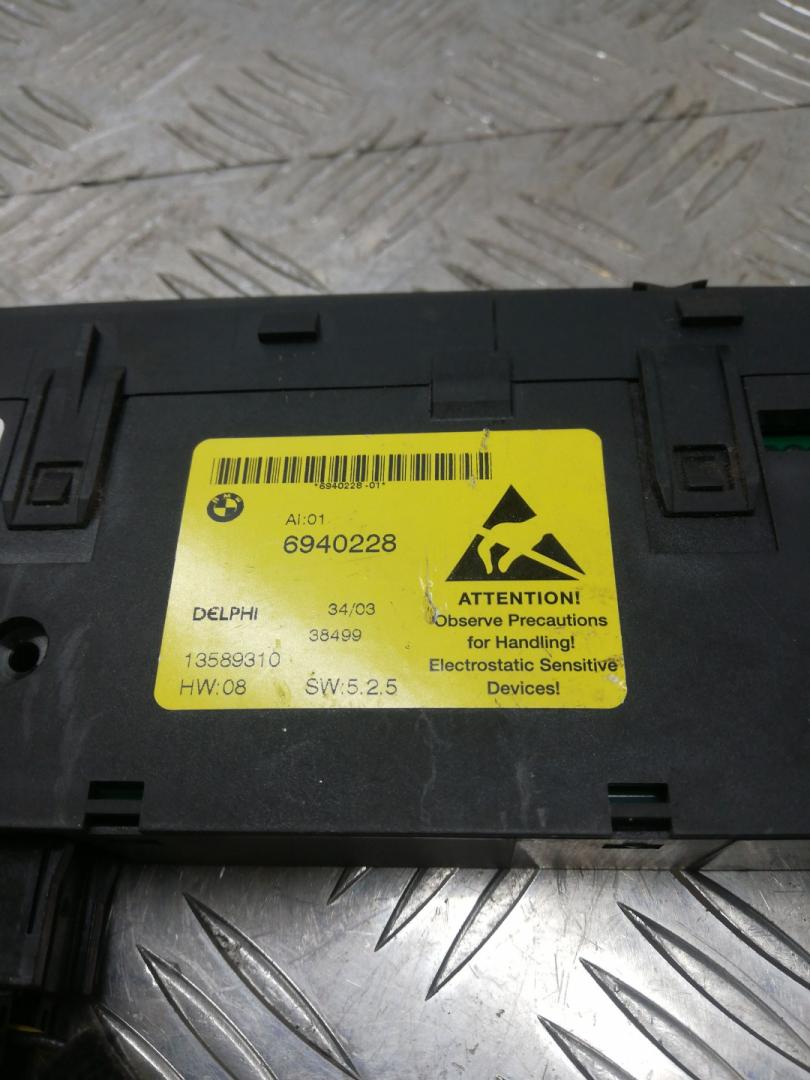 *6940228-01*
BMW
AI:01
6940228
DELPHI
34/03
38499
13589310
HW:08
SW:5.2.5
ATTENTION!
Observe Precautions
for Handling!
Electrostatic Sensitive
Devices!